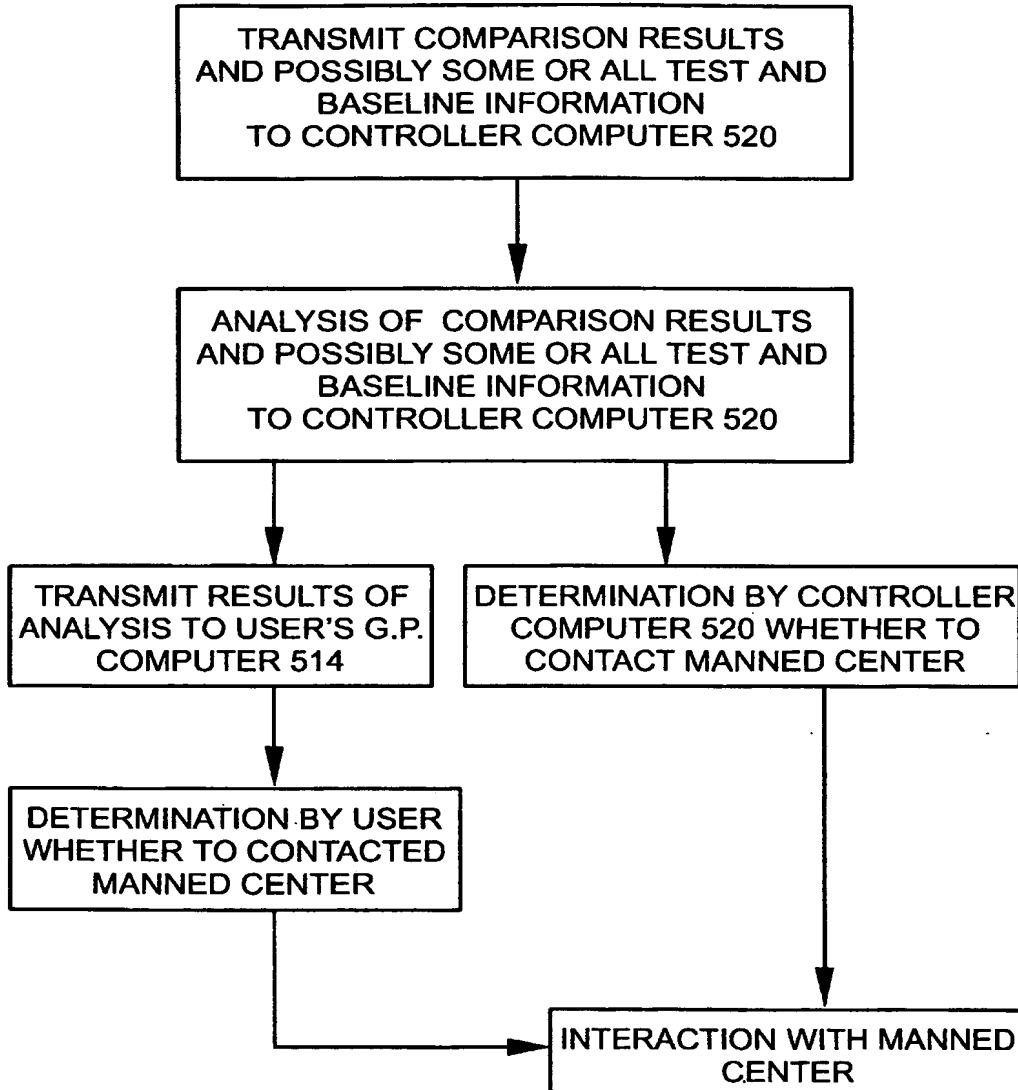 TRANSMIT COMPARISON RESULTS
AND POSSIBLY SOME OR ALL TEST AND
BASELINE INFORMATION
TO CONTROLLER COMPUTER 520
ANALYSIS OF COMPARISON RESULTS
AND POSSIBLY SOME OR ALL TEST AND
BASELINE INFORMATION
TO CONTROLLER COMPUTER 520
TRANSMIT RESULTS OF
ANALYSIS TO USER'S G.P.
COMPUTER 514
DETERMINATION BY CONTROLLER
COMPUTER 520 WHETHER TO
CONTACT MANNED CENTER
DETERMINATION BY USER
WHETHER TO CONTACTED
MANNED CENTER
INTERACTION WITH MANNED
CENTER